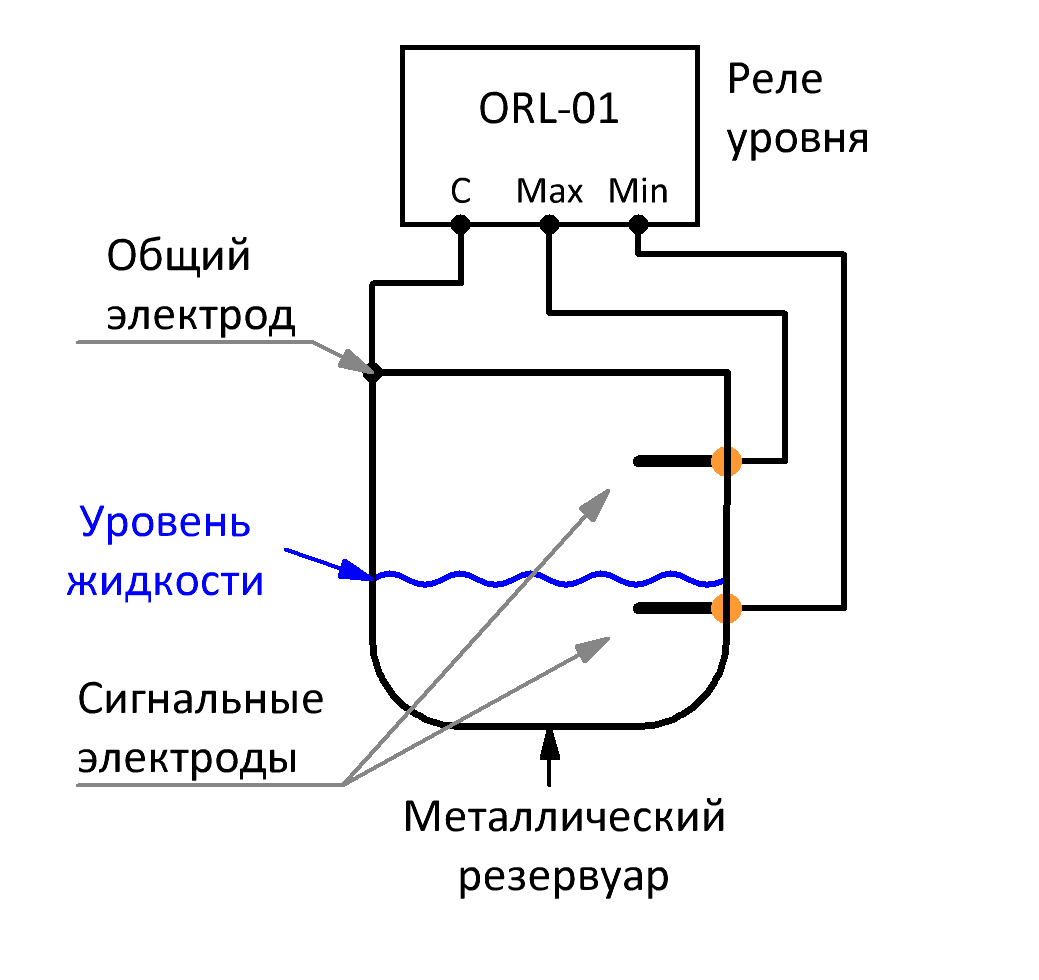 ORL-01
C Max Min
Реле
уровня
Общий
электрод
Уровень
жидкости
Сигнальные
электроды
Металлический
резервуар